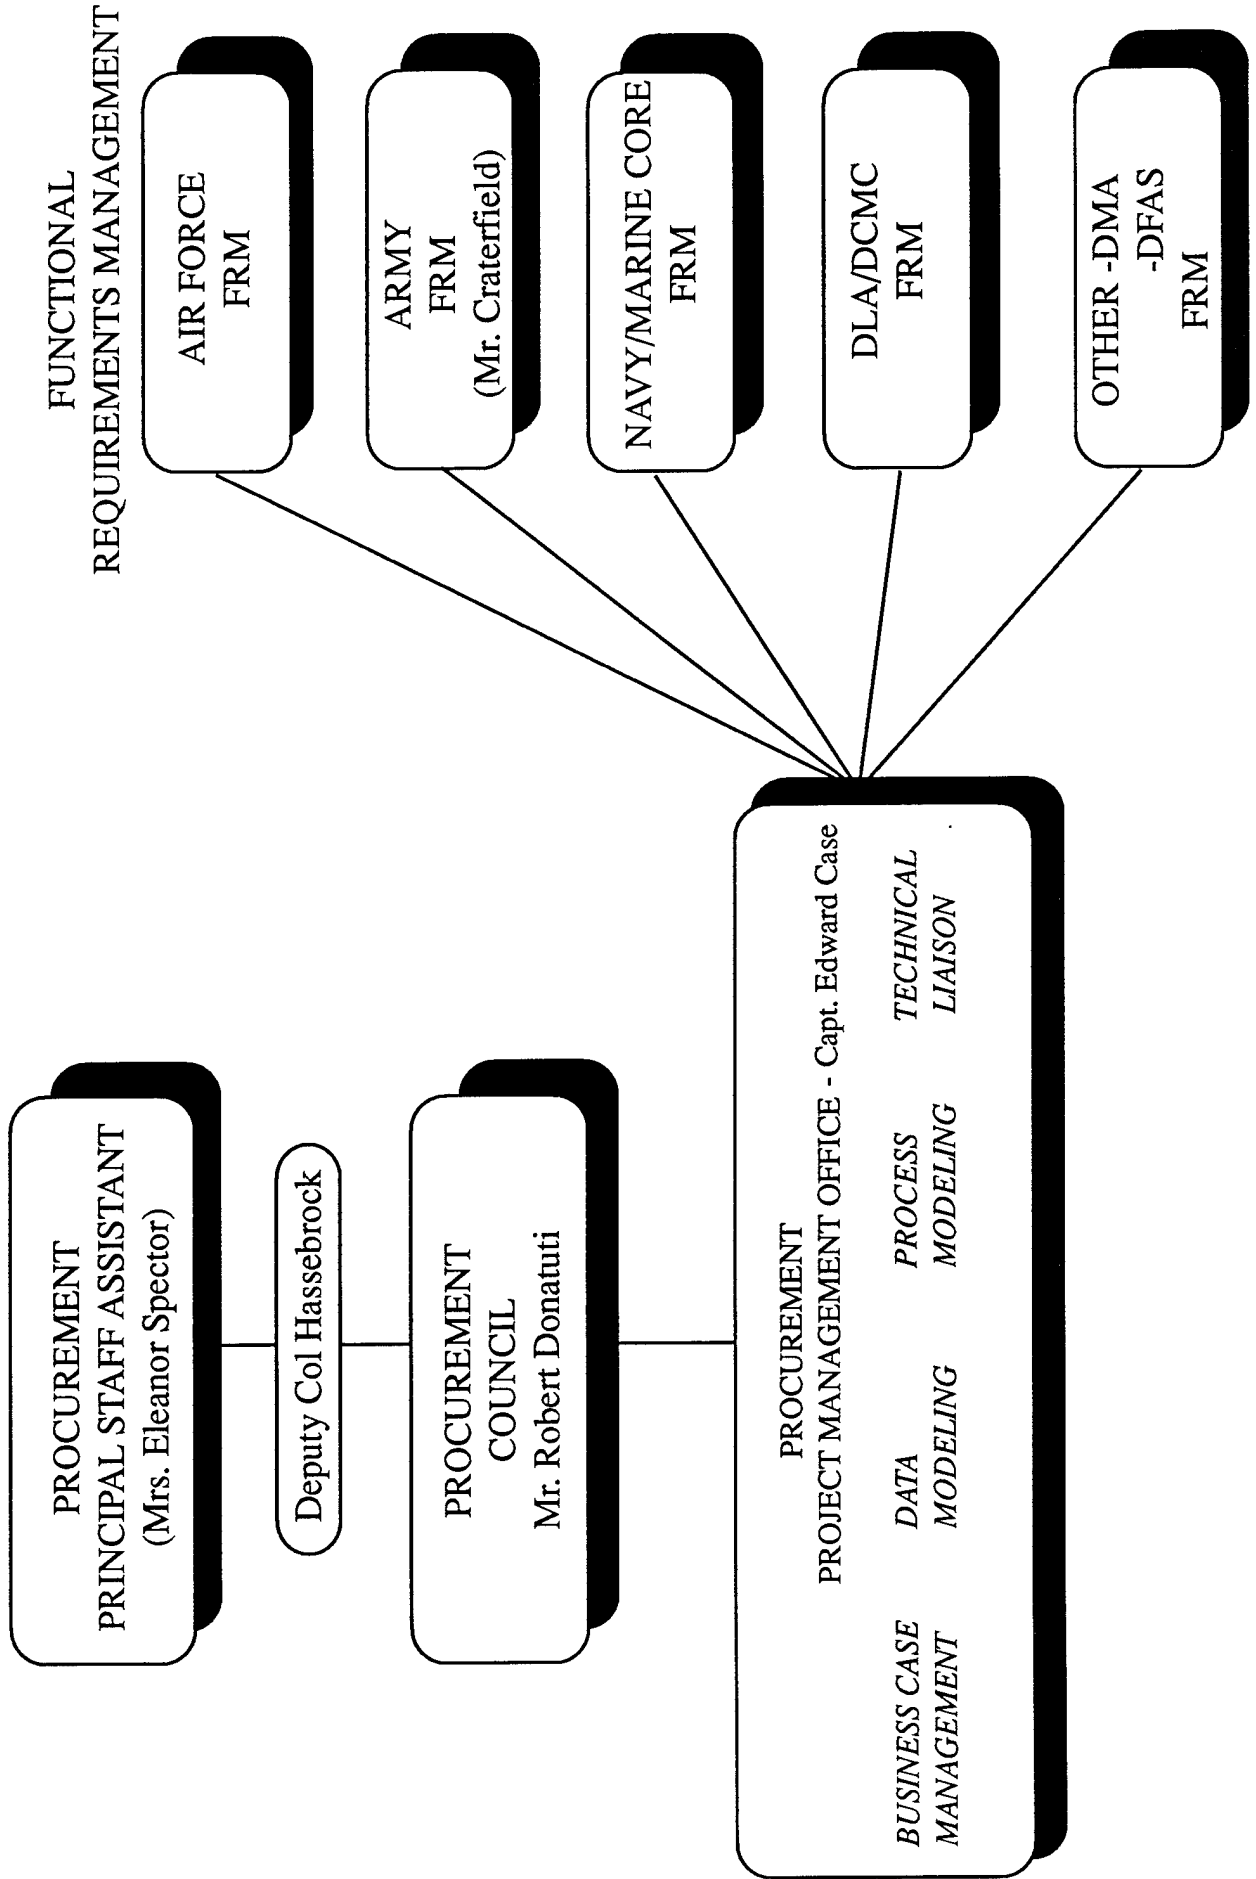 FUNCTIONAL
REQUIREMENTS MANAGEMENT
PROCUREMENT
PRINCIPAL STAFF ASSISTANT
(Mrs. Eleanor Spector)
Deputy Col Hassebrock
PROCUREMENT
COUNCIL
Mr. Robert Donatuti
PROCUREMENT
PROJECT MANAGEMENT OFFICE - Capt. Edward Case
BUSINESS CASE
MANAGEMENT
DATA
MODELING
PROCESS
MODELING
TECHNICAL
LIAISON
AIR FORCE
FRM
ARMY
FRM
(Mr. Craterfield)
NAVY/MARINE CORE
FRM
DLA/DCMC
FRM
OTHER -DMA
-DFAS
FRM